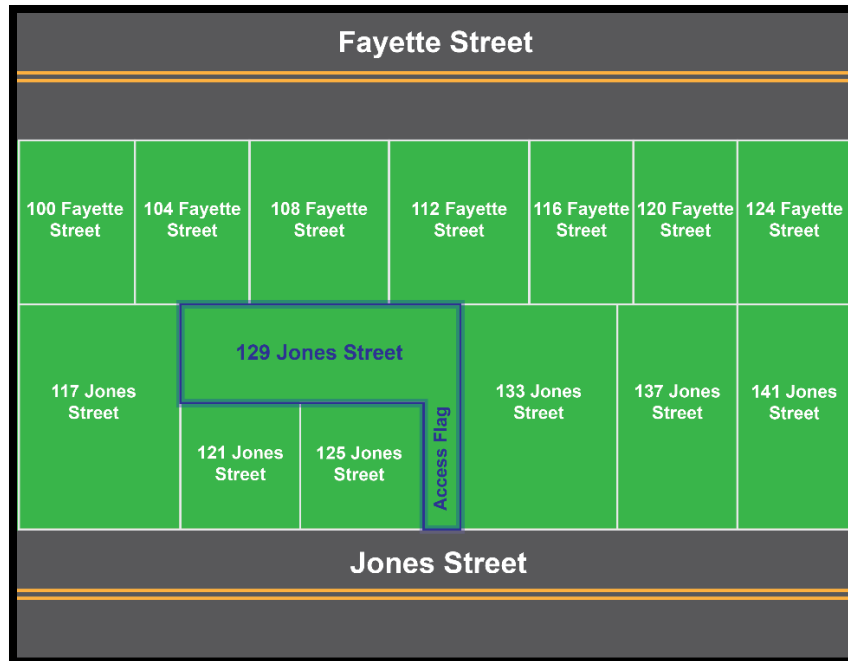 Fayette Street
100 Fayette
Street
104 Fayette
Street
108 Fayette
Street
112 Fayette
Street
116 Fayette
Street
120 Fayette
Street
124 Fayette
Street
117 Jones
Street
129 Jones Street
121 Jones
Street
125 Jones
Street
Access Flag
133 Jones
Street
137 Jones
Street
141 Jones
Street
Jones Street